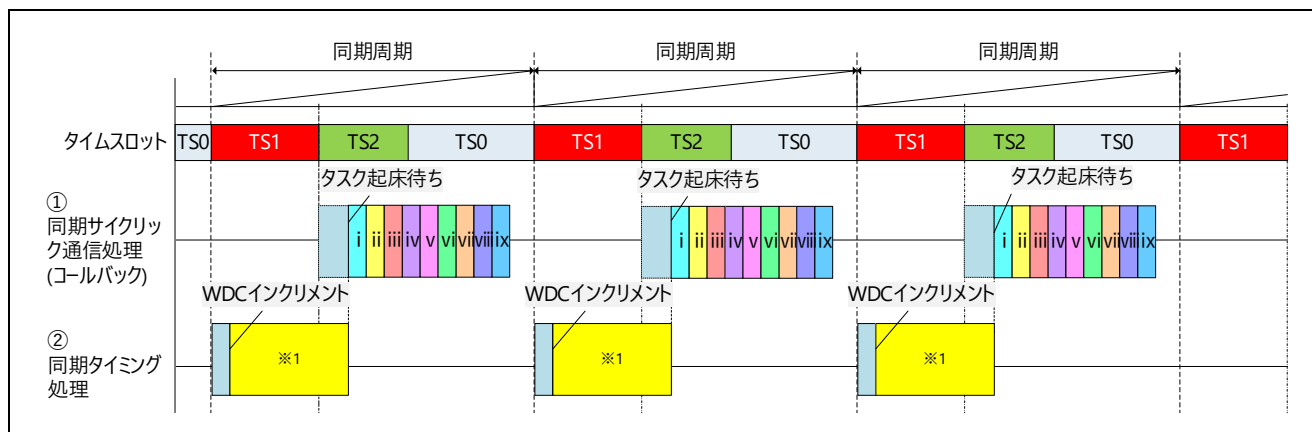 同期周期 同期周期 同期周期
タイムスロット TS0 TS1 TS2 TS0 TS1 TS2 TS0 TS1 TS2 TS0 TS1
タスク起床待ち タスク起床待ち タスク起床待ち
①
同期サイクリッ
ク通信処理
(コールバック)
i ii iii iv v vi vii viii ix i ii iii iv v vi vii viii ix i ii iii iv v vi vii viii ix
WDCインクリメント WDCインクリメント WDCインクリメント
②
同期タイミング
処理
※1 ※1 ※1